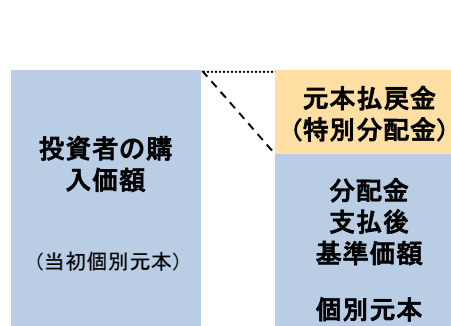 投資者の購
入価額
（当初個別元本）
元本払戻金
（特別分配金）
分配金
支払後
基準価額
個別元本